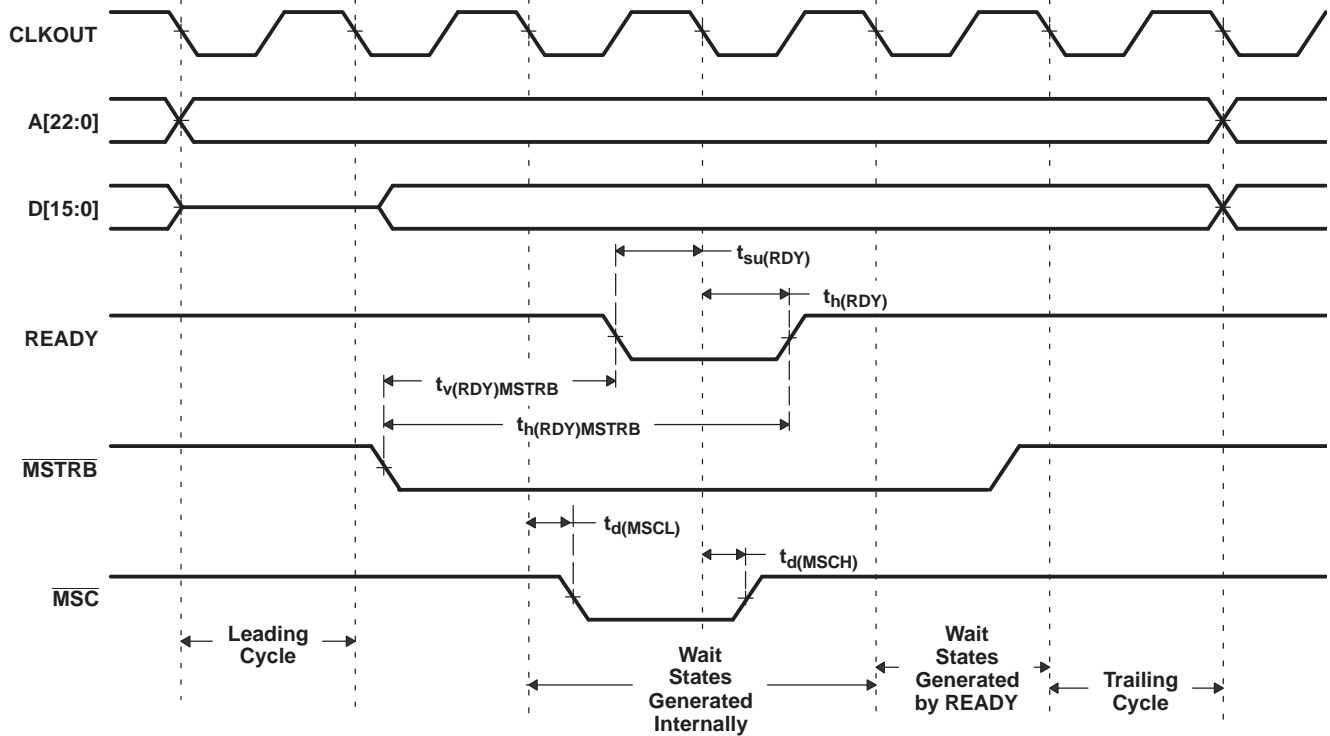 CLKOUT
A[22:0]
D[15:0]
tsu(RDY)
th(RDY)
READY
tv(RDY)MSTRB
th(RDY)MSTRB
MSTRB
td(MSCL)
td(MSCH)
MSC
Leading
Cycle
Wait
States
Generated
Internally
Wait
States
Generated
by READY
Trailing
Cycle